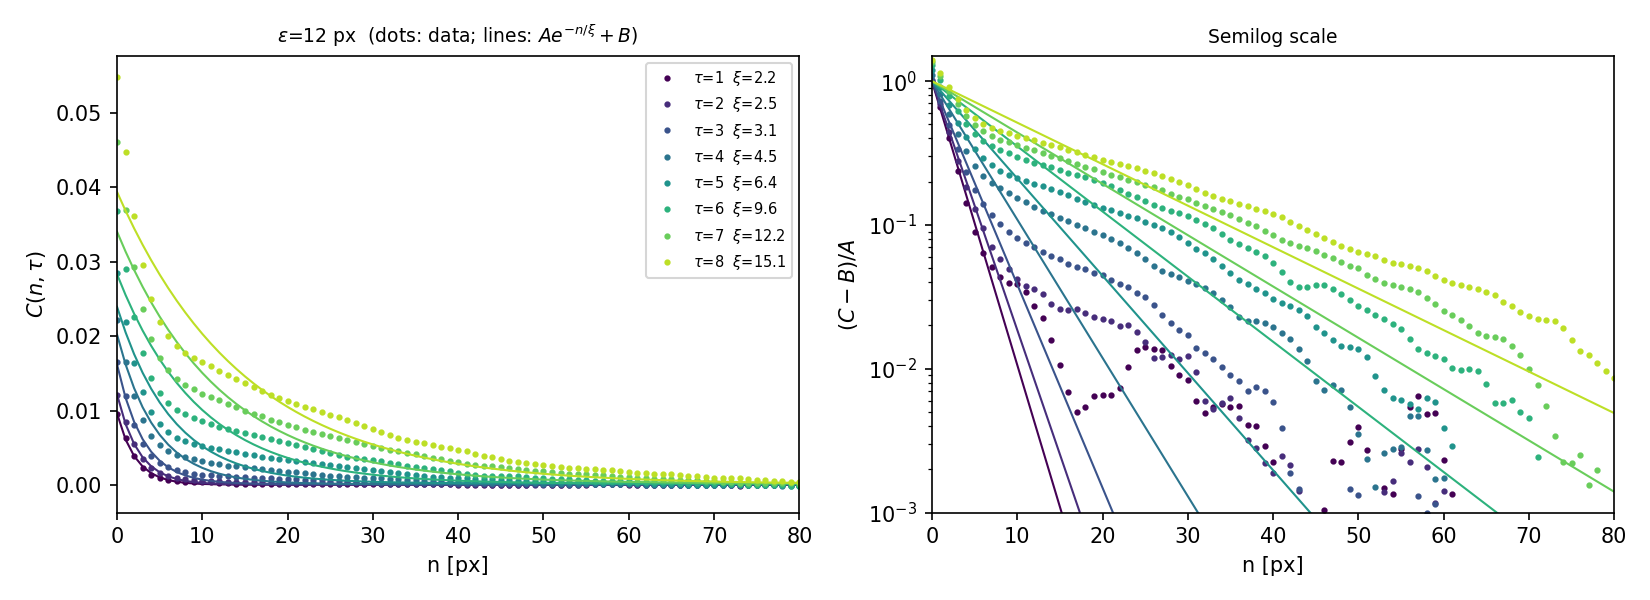 ε=12 px  (dots: data; lines: Ae^{-n/ξ} + B)
C(n, τ)
0.05
0.04
0.03
0.02
0.01
0.00
τ=1 ξ=2.2
τ=2 ξ=2.5
τ=3 ξ=3.1
τ=4 ξ=4.5
τ=5 ξ=6.4
τ=6 ξ=9.6
τ=7 ξ=12.2
τ=8 ξ=15.1
0 10 20 30 40 50 60 70 80
n [px]
Semilog scale
(C − B)/A
10⁰
10⁻¹
10⁻²
10⁻³
0 10 20 30 40 50 60 70 80
n [px]